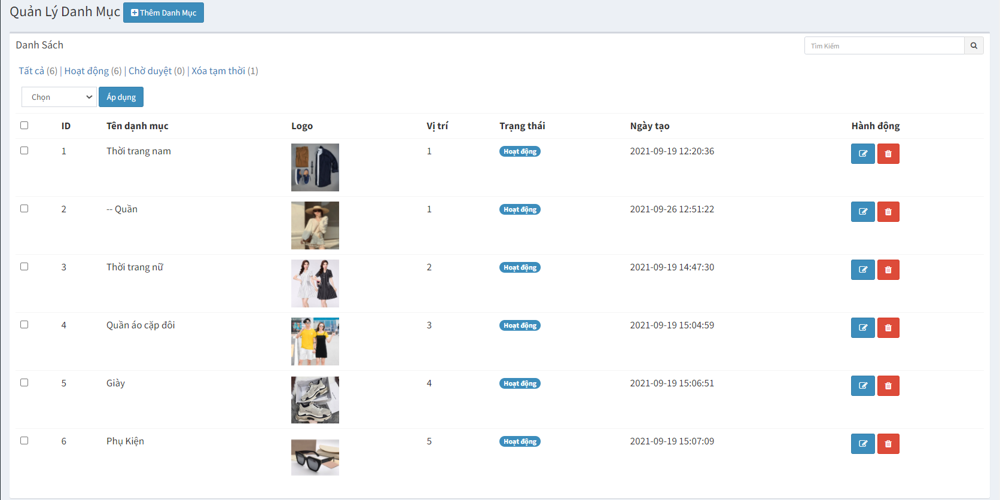 Quản Lý Danh Mục Thêm Danh Mục
Danh Sách Tìm Kiếm
Tất cả (6) | Hoạt động (6) | Chờ duyệt (0) | Xóa tạm thời (1)
Chọn Áp dụng
ID Tên danh mục Logo Vị trí Trạng thái Ngày tạo Hành động
1 Thời trang nam 1 Hoạt động 2021-09-19 12:20:36
2 -- Quần 1 Hoạt động 2021-09-26 12:51:22
3 Thời trang nữ 2 Hoạt động 2021-09-19 14:47:30
4 Quần áo cặp đôi 3 Hoạt động 2021-09-19 15:04:59
5 Giày 4 Hoạt động 2021-09-19 15:06:51
6 Phụ Kiện 5 Hoạt động 2021-09-19 15:07:09